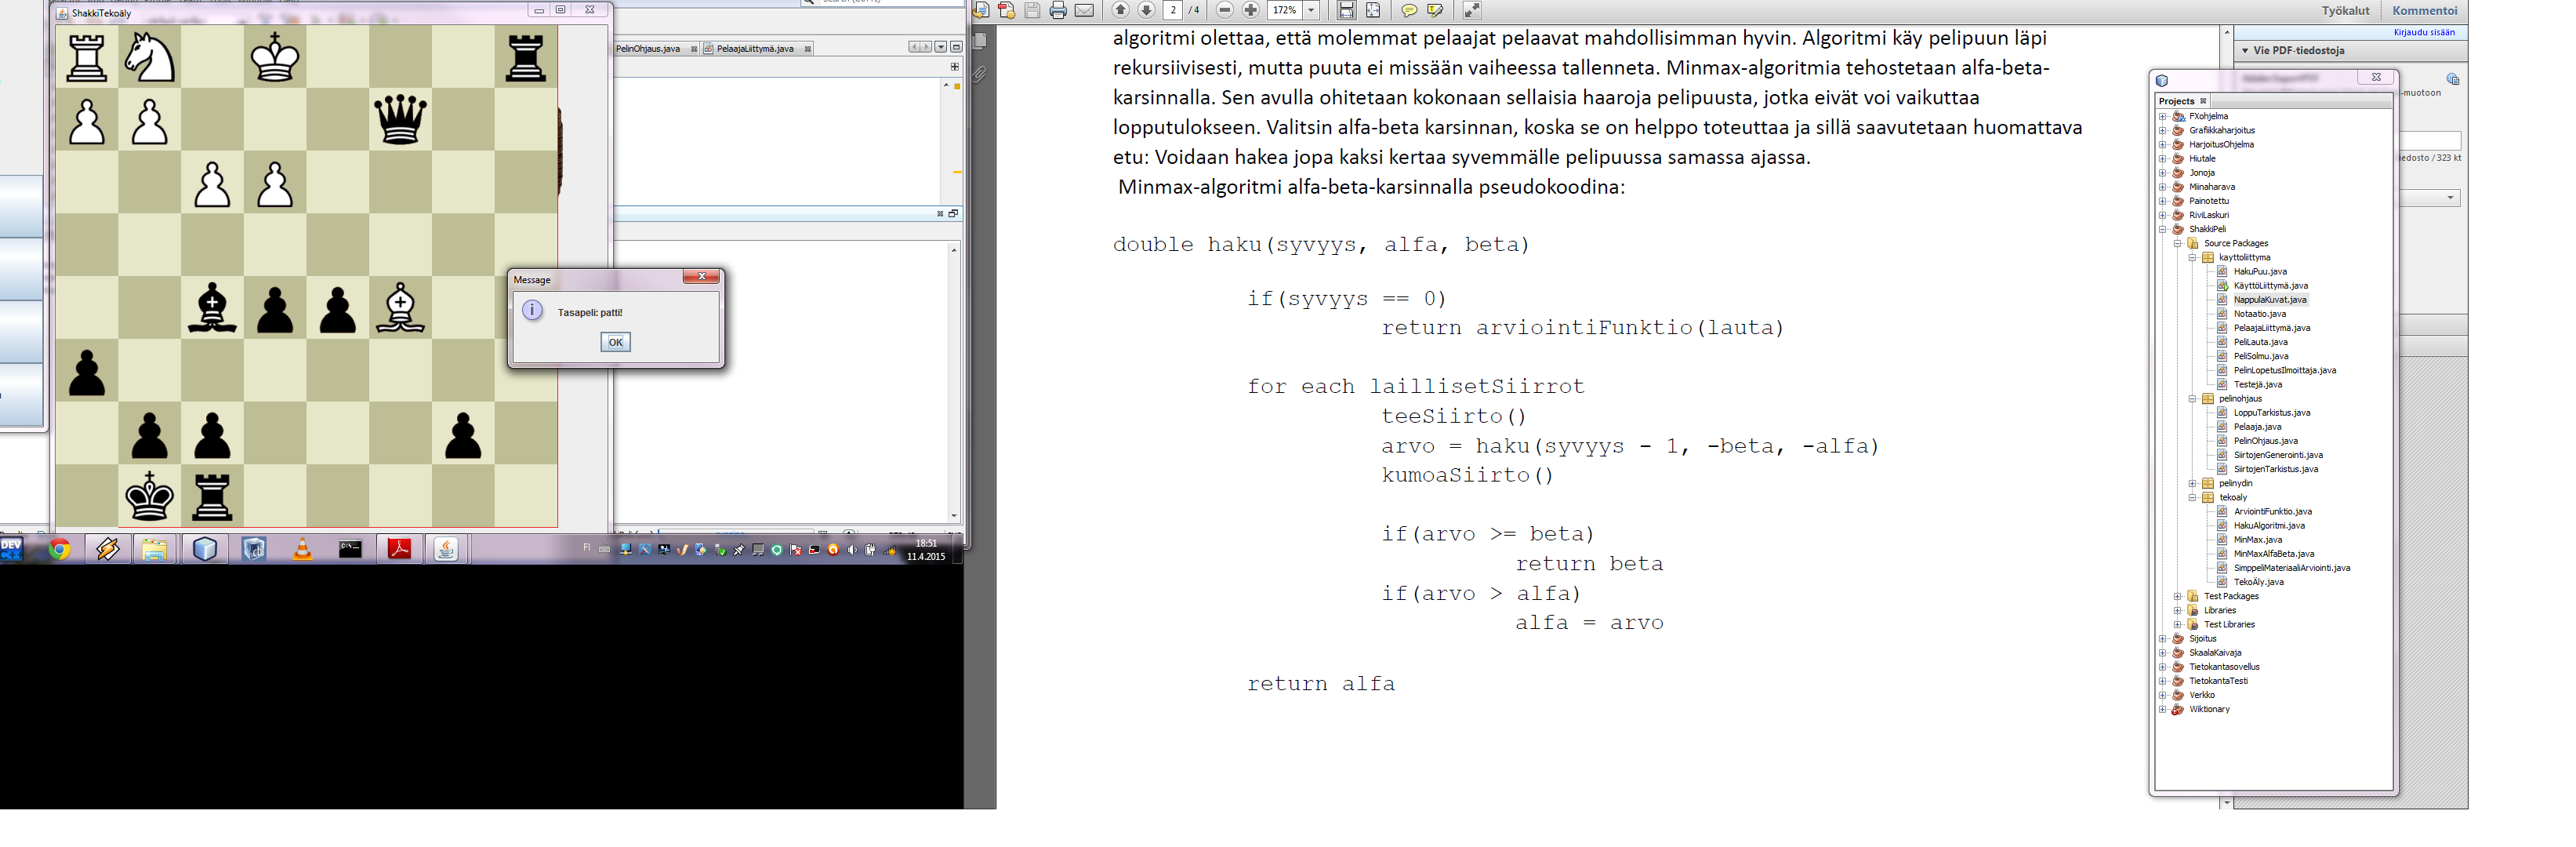 ShakkiTekoäly
PelinOhjaus.java
PelaajaLiittymä.java
Message
Tasapeli: patti!
OK
DEV
FI
18:51
11.4.2015
2 / 4
172%
Työkalut
Kommentoi
algoritmi olettaa, että molemmat pelaajat pelaavat mahdollisimman hyvin. Algoritmi käy pelipuun läpi
rekursiivisesti, mutta puuta ei missään vaiheessa tallenneta. Minmax-algoritmia tehostetaan alfa-beta-
karsinnalla. Sen avulla ohitetaan kokonaan sellaisia haaroja pelipuusta, jotka eivät voi vaikuttaa
lopputulokseen. Valitsin alfa-beta karsinnan, koska se on helppo toteuttaa ja sillä saavutetaan huomattava
etu: Voidaan hakea jopa kaksi kertaa syvemmälle pelipuussa samassa ajassa.
Minmax-algoritmi alfa-beta-karsinnalla pseudokoodina:
double haku(syvyys, alfa, beta)
if(syvyys == 0)
return arviointiFunktio(lauta)
for each laillisetSiirrot
teeSiirto()
arvo = haku(syvyys - 1, -beta, -alfa)
kumoaSiirto()
if(arvo >= beta)
return beta
if(arvo > alfa)
alfa = arvo
return alfa
Kirjaudu sisään
Vie PDF-tiedostoja
-muotoon
iedosto / 323 kt
Projects
FXohjelma
Grafiikkaharjoitus
HarjoitusOhjelma
Hiutale
Jonoja
Miinaharava
Painotettu
RiviLaskuri
ShakkiPeli
Source Packages
kayttoliittyma
HakuPuu.java
KäyttöLiittymä.java
NappulaKuvat.java
Notaatio.java
PelaajaLiittymä.java
PeliLauta.java
PeliSolmu.java
PelinLopetusIlmoittaja.java
Testejä.java
pelinohjaus
LoppuTarkistus.java
Pelaaja.java
PelinOhjaus.java
SiirtojenGenerointi.java
SiirtojenTarkistus.java
pelinydin
tekoaly
ArviointiFunktio.java
HakuAlgoritmi.java
MinMax.java
MinMaxAlfaBeta.java
SimppeliMateriaaliArviointi.java
TekoÄly.java
Test Packages
Libraries
Test Libraries
Sijoitus
SkaalaKaivaja
Tietokantasovellus
TietokantaTesti
Verkko
Wiktionary